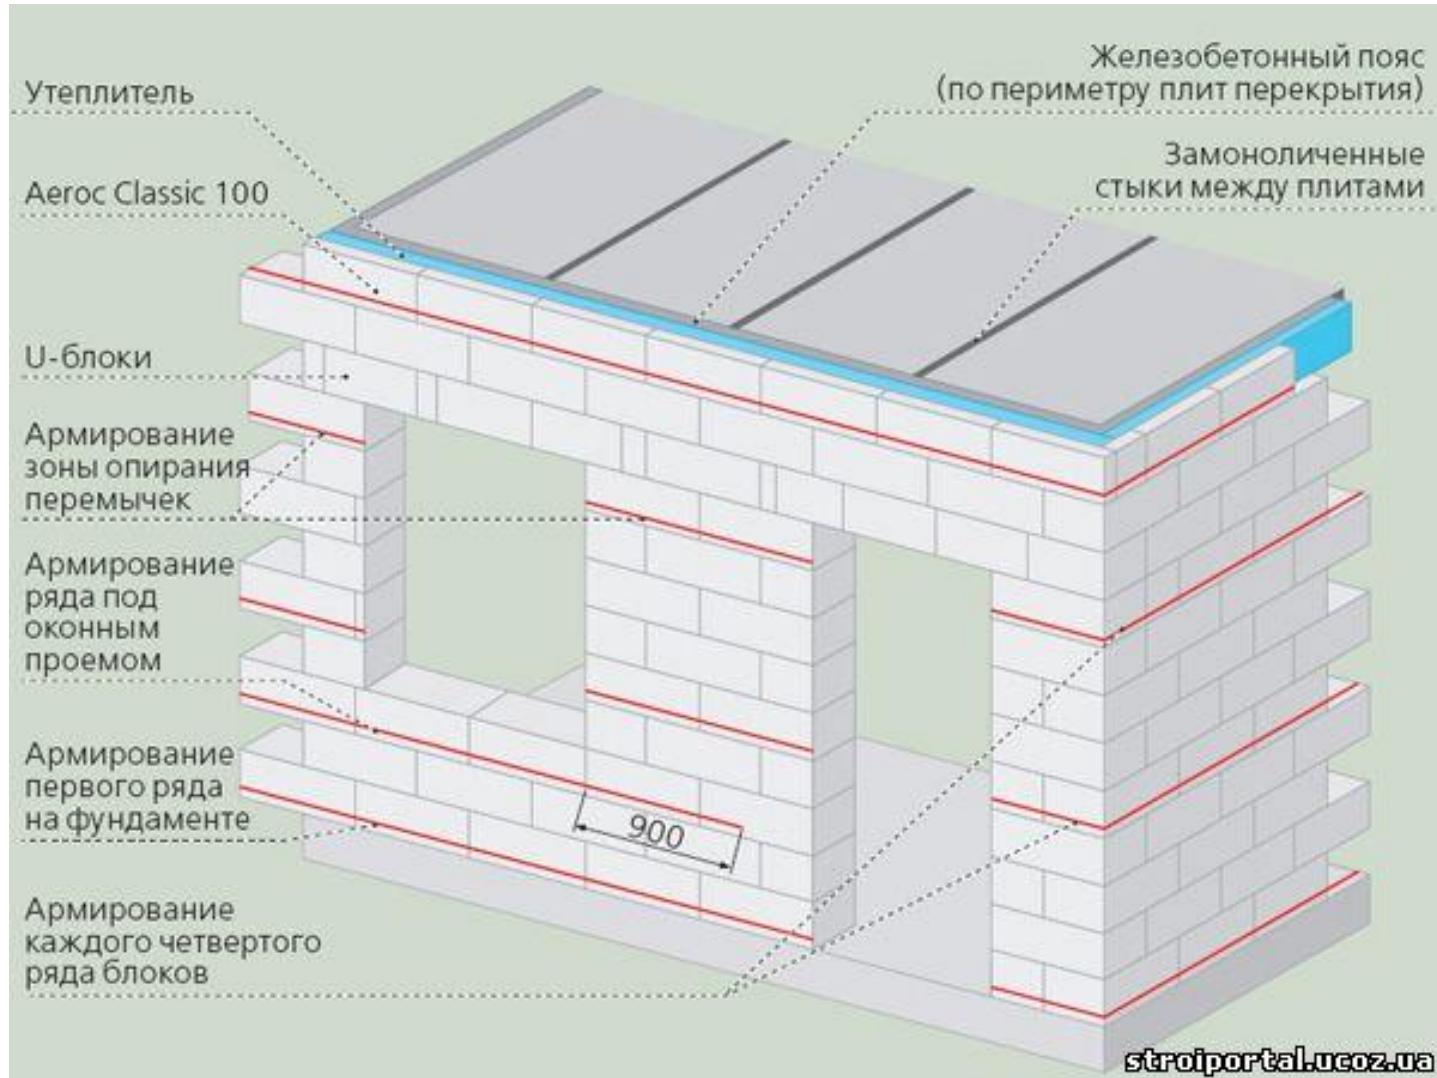 Утеплитель
Aeroc Classic 100
U-блоки
Армирование
зоны опирания
перемычек
Армирование
ряда под
оконным
проемом
Армирование
первого ряда
на фундаменте
Армирование
каждого четвертого
ряда блоков
Железобетонный пояс
(по периметру плит перекрытия)
Замоноличенные
стыки между плитами
900
stroiportal.ucoz.ua